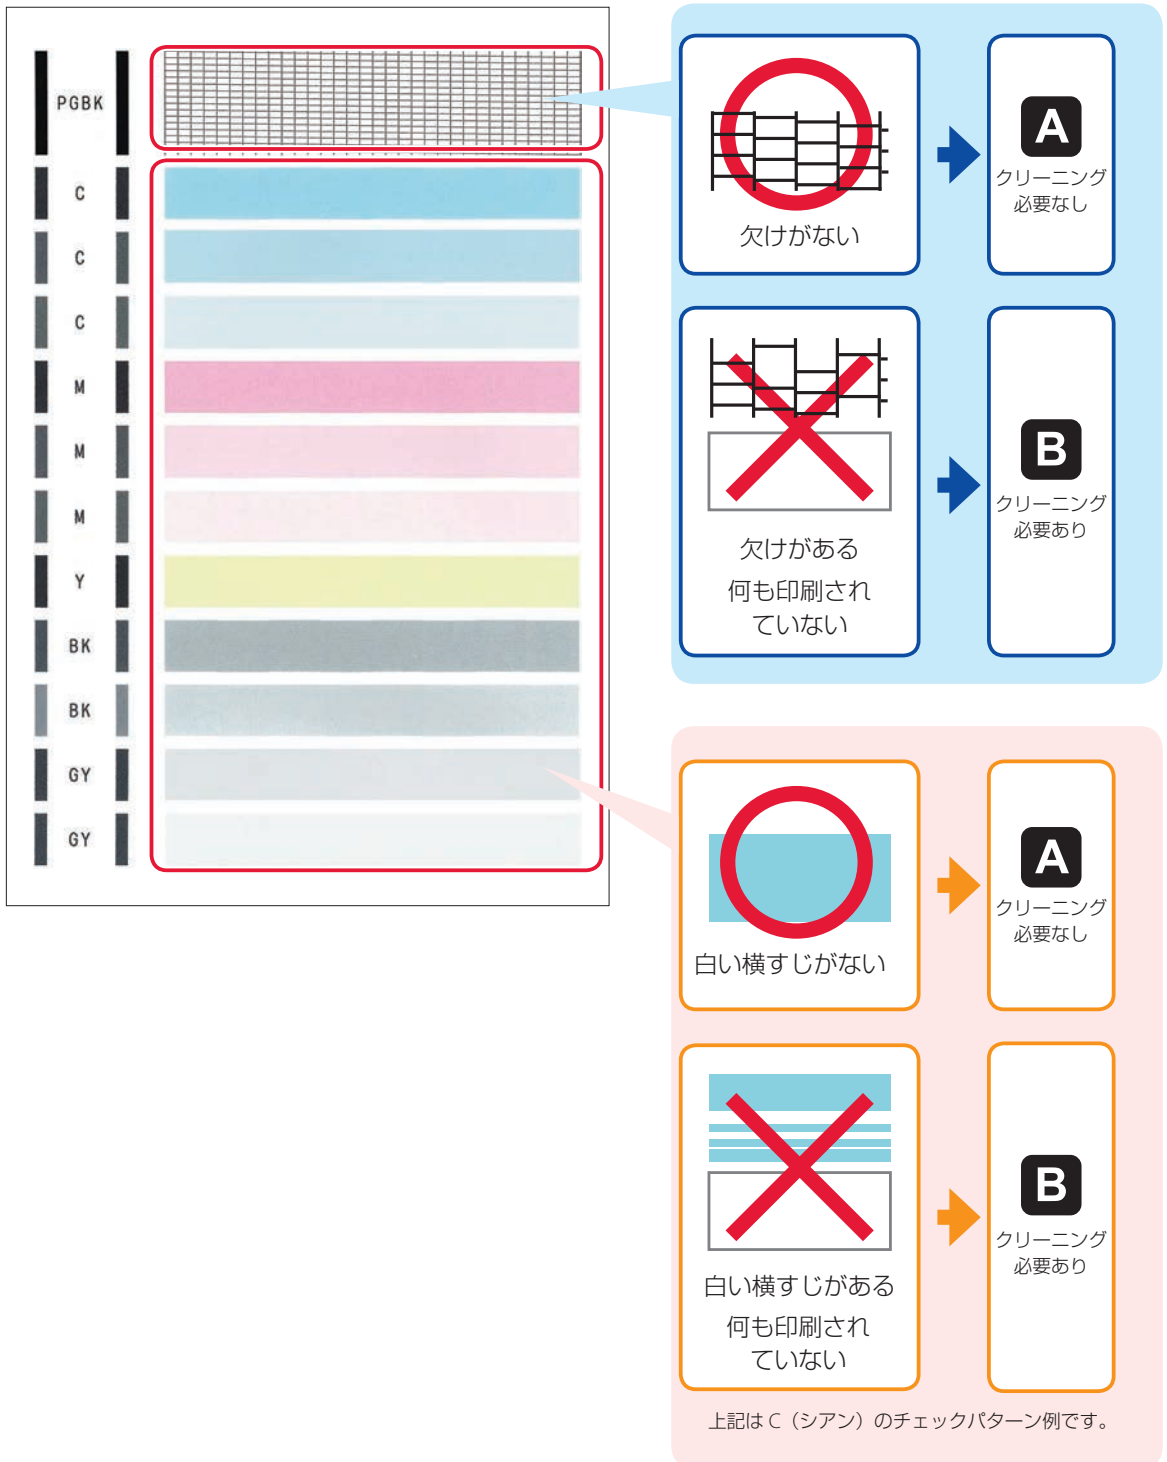 PGBK
C
C
C
M
M
M
Y
BK
BK
GY
GY
欠けがない
A
クリーニング
必要なし
欠けがある
何も印刷され
ていない
B
クリーニング
必要あり
白い横すじがない
A
クリーニング
必要なし
白い横すじがある
何も印刷され
ていない
B
クリーニング
必要あり
上記は C（シアン）のチェックパターン例です。